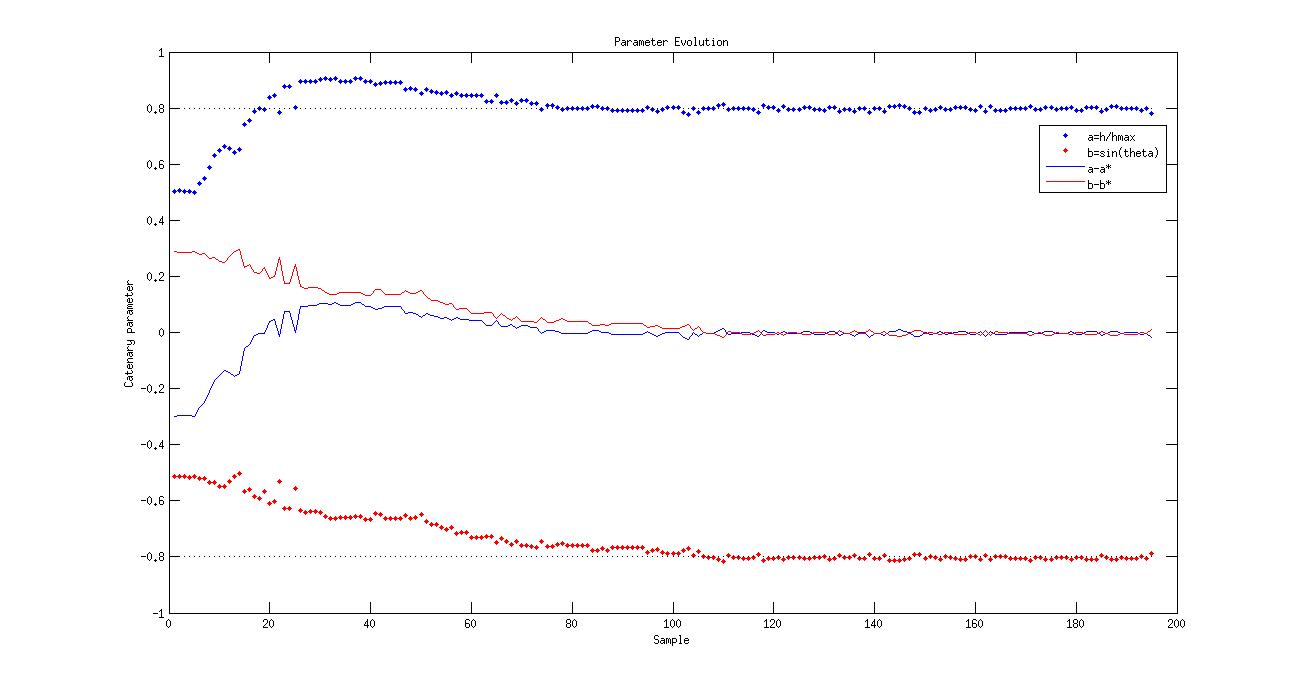 Parameter Evolution
1
0.8
0.6
0.4
0.2
0
-0.2
-0.4
-0.6
-0.8
-1
Catenary parameter
a=h/hmax
b=sin(theta)
a-a*
b-b*
0 20 40 60 80 100 120 140 160 180 200
Sample